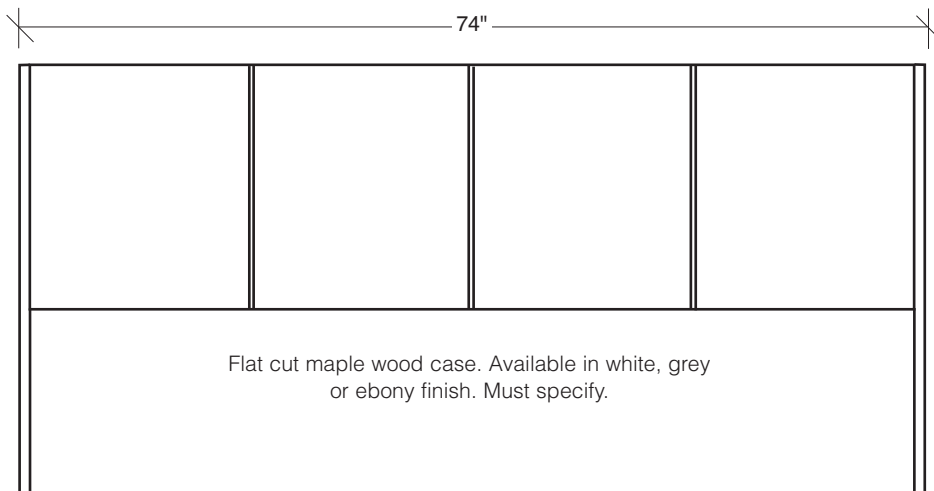 74"
Flat cut maple wood case. Available in white, grey
or ebony finish. Must specify.